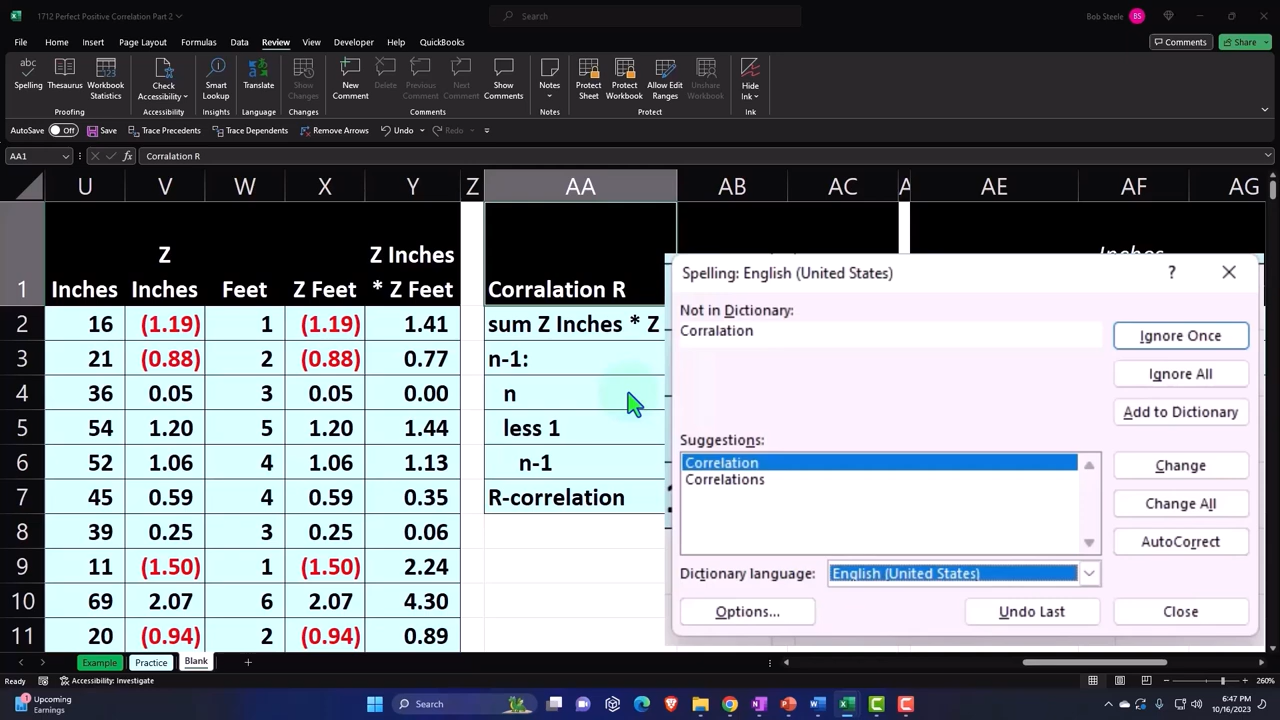 1712 Perfect Positive Correlation Part 2
Search
Bob Steele
BS
File Home Insert Page Layout Formulas Data Review View Developer Help QuickBooks
Comments
Share
Spelling Thesaurus Workbook Statistics
Check Accessibility
Smart Lookup
Translate
Show Changes
New Comment
Delete
Previous Comment
Next Comment
Show Comments
Notes
Protect Sheet
Protect Workbook
Allow Edit Ranges
Unshare Workbook
Hide Ink
Proofing Accessibility Insights Language Changes Comments Notes Protect Ink
AutoSave Off Save Trace Precedents Trace Dependents Remove Arrows Undo Redo
AA1 fx Corralation R
U V W X Y Z AA AB AC A AE AF AG
1 Inches Z Inches Feet Z Feet Z Inches * Z Feet Corralation R Inches
2 16 (1.19) 1 (1.19) 1.41 sum Z Inches * Z
3 21 (0.88) 2 (0.88) 0.77 n-1:
4 36 0.05 3 0.05 0.00 n
5 54 1.20 5 1.20 1.44 less 1
6 52 1.06 4 1.06 1.13 n-1
7 45 0.59 4 0.59 0.35 R-correlation
8 39 0.25 3 0.25 0.06
9 11 (1.50) 1 (1.50) 2.24
10 69 2.07 6 2.07 4.30
11 20 (0.94) 2 (0.94) 0.89
Spelling: English (United States) ?
Not in Dictionary:
Corralation
Ignore Once
Ignore All
Add to Dictionary
Suggestions:
Correlation
Correlations
Change
Change All
AutoCorrect
Dictionary language: English (United States)
Options... Undo Last Close
Example Practice Blank
Ready Accessibility: Investigate 260%
1
Upcoming
Earnings
Search
6:47 PM
10/16/2023